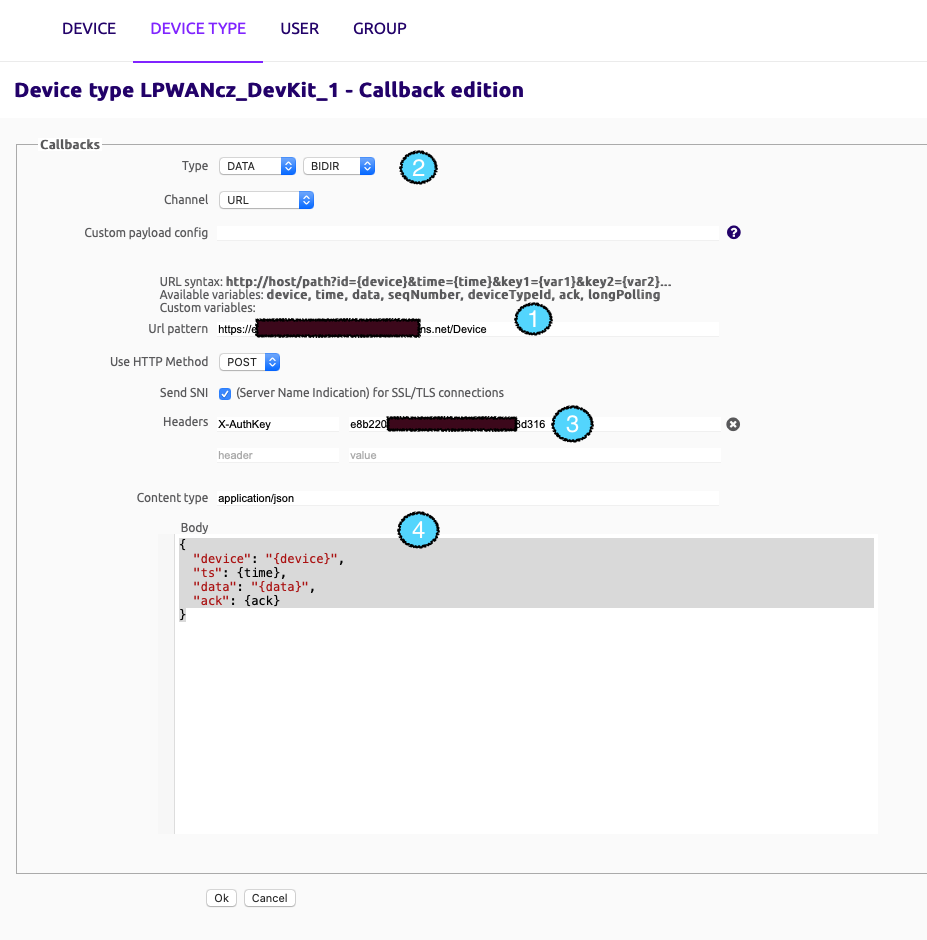 DEVICE DEVICE TYPE USER GROUP
Device type LPWANcz_DevKit_1 - Callback edition
Callbacks
Type DATA BIDIR 2
Channel URL
Custom payload config ?
URL syntax: http://host/path?id={device}&time={time}&key1={var1}&key2={var2}...
Available variables: device, time, data, seqNumber, deviceTypeId, ack, longPolling
Custom variables:
Url pattern https://e ns.net/Device 1
Use HTTP Method POST
Send SNI (Server Name Indication) for SSL/TLS connections
Headers X-AuthKey e8b220 3d316 3
header value
Content type application/json
Body 4
{
"device": "{device}",
"ts": {time},
"data": "{data}",
"ack": {ack}
}
Ok Cancel